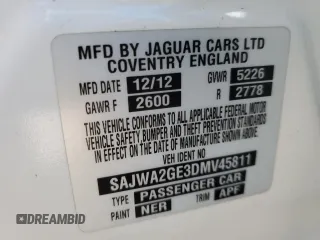 MFD BY JAGUAR CARS LTD
COVENTRY ENGLAND
MFD DATE 12/12 GVWR 5226
GAWR F 2600 R 2778
THIS VEHICLE CONFORMS TO ALL APPLICABLE FEDERAL MOTOR
VEHICLE SAFETY, BUMPER AND THEFT PREVENTION STANDARDS
IN EFFECT ON THE DATE OF MANUFACTURE SHOWN ABOVE
VEH IDENT NO
SAJWA2GE3DMV45811
TYPE PASSENGER CAR
PAINT NER TRIM APF
DREAMBID